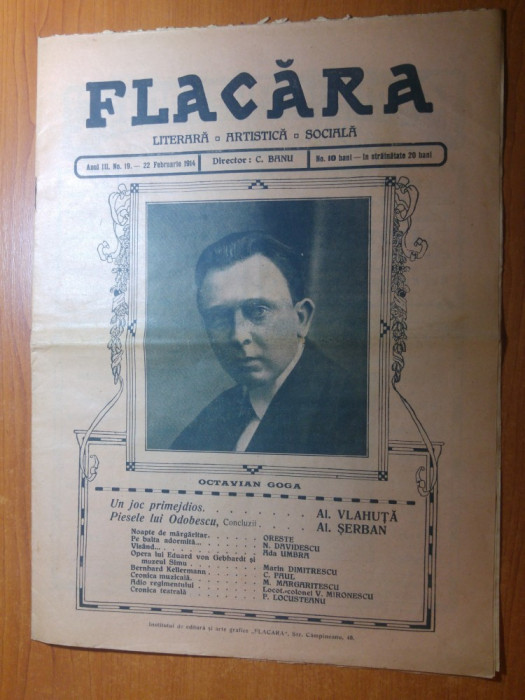 FLACĂRA
LITERARĂ ▫ ARTISTICĂ ▫ SOCIALĂ
Anul III. No. 19. — 22 Februarie 1914
Director : C. BANU
No. 10 bani — In străinătate 20 bani
OCTAVIAN GOGA
Un joc primejdios. . . . . . . . . . Al. VLAHUȚĂ
Piesele lui Odobescu, Concluzii . . Al. ȘERBAN
Noapte de mărgăritar. . . . . . . ORESTE
Pe balta adormită... . . . . . . . N. DAVIDESCU
Visând... . . . . . . . . . . Ada UMBRA
Opera lui Eduard von Gebhardt și
muzeul Simu . . . . . . . . Marin DIMITRESCU
Bernhard Kellermann . . . . . . C. PAUL
Cronica muzicală. . . . . . . . M. MARGARITESCU
Adio regimentului . . . . . . . Locot.-colonel V. MIRONESCU
Cronica teatrală . . . . . . . . P. LOCUSTEANU
Institutul de editură și arte grafice „FLACĂRA", Str. Câmpineanu, 40.